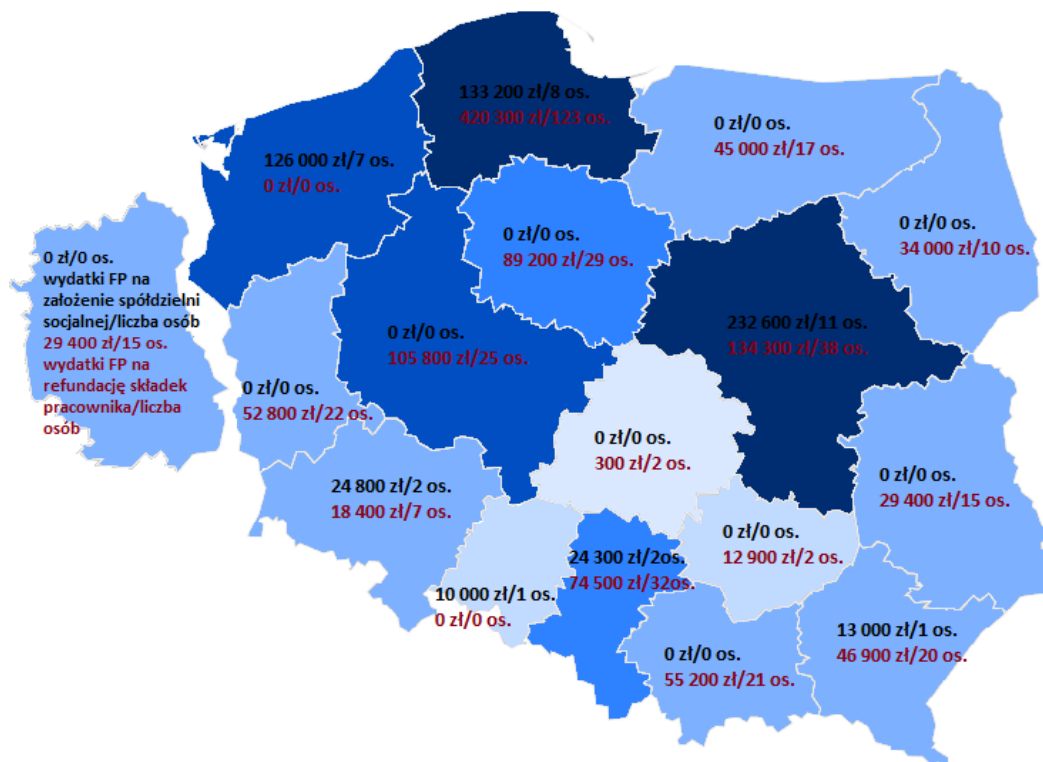 133 200 zł/8 os.
420 300 zł/123 os.
0 zł/0 os.
45 000 zł/17 os.
126 000 zł/7 os.
0 zł/0 os.
0 zł/0 os.
34 000 zł/10 os.
0 zł/0 os.
89 200 zł/29 os.
0 zł/0 os.
wydatki FP na
założenie spółdzielni
socjalnej/liczba osób
29 400 zł/15 os.
wydatki FP na
refundację składek
pracownika/liczba
osób
0 zł/0 os.
105 800 zł/25 os.
232 600 zł/11 os.
134 300 zł/38 os.
0 zł/0 os.
52 800 zł/22 os.
0 zł/0 os.
300 zł/2 os.
0 zł/0 os.
29 400 zł/15 os.
24 800 zł/2 os.
18 400 zł/7 os.
0 zł/0 os.
12 900 zł/2 os.
24 300 zł/2os.
74 500 zł/32os.
10 000 zł/1 os.
0 zł/0 os.
13 000 zł/1 os.
46 900 zł/20 os.
0 zł/0 os.
55 200 zł/21 os.